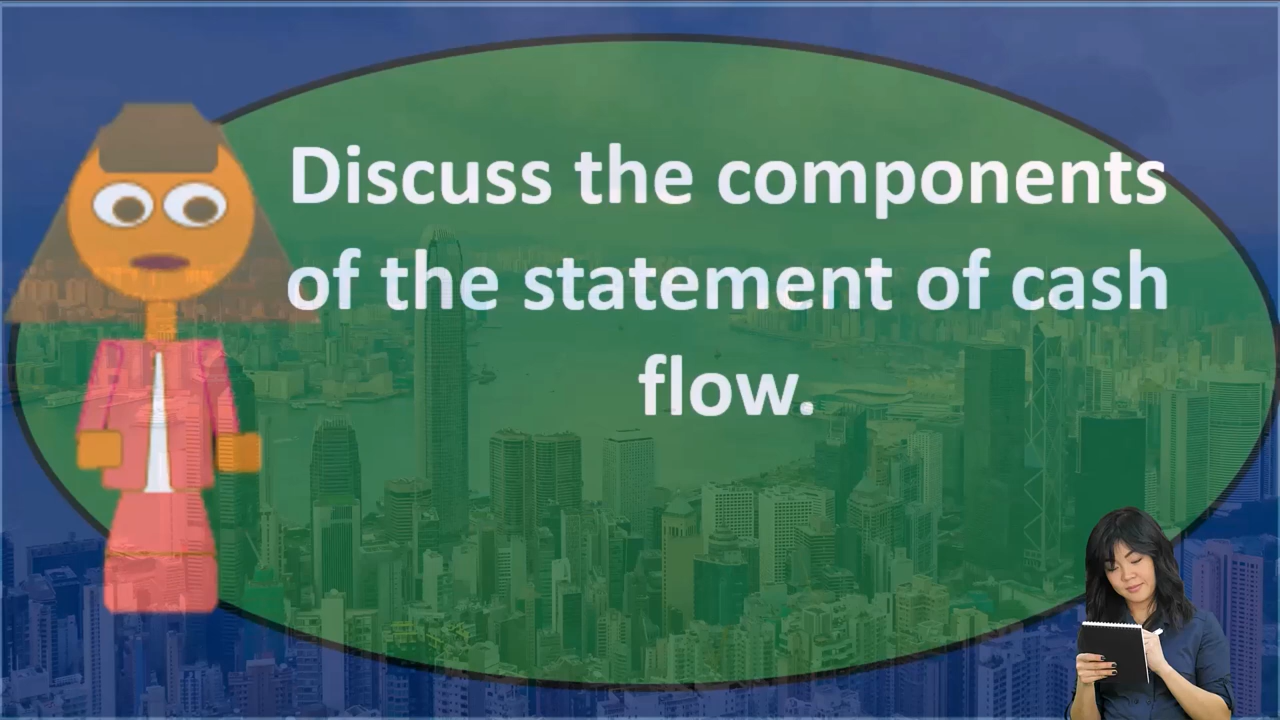 Discuss the components
of the statement of cash
flow.